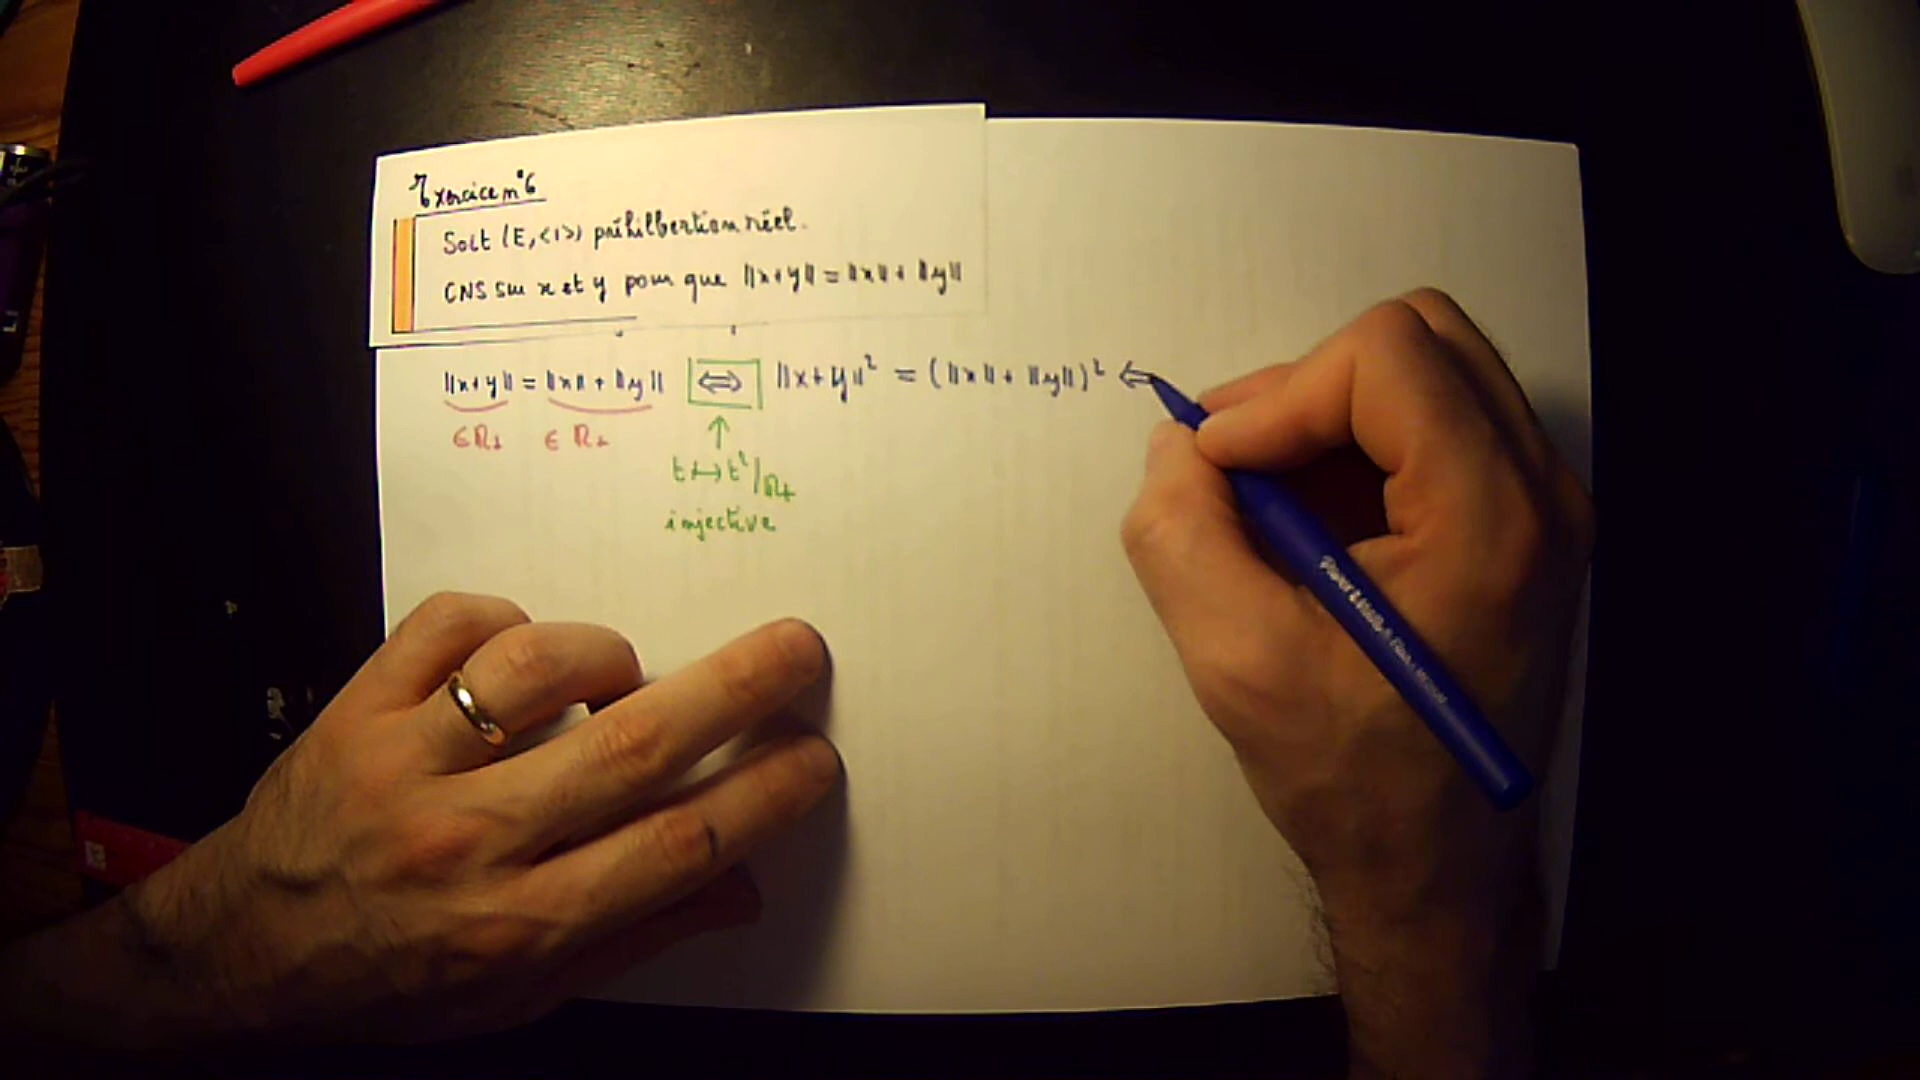 Exercice n°6
Soit (E,<|>) préhilbertien réel.
CNS sur x et y pour que ||x+y|| = ||x|| + ||y||
||x+y|| = ||x|| + ||y|| ⇔ ||x+y||² = (||x|| + ||y||)² ⇔
∈ℝ₊ ∈ ℝ₊
↑
t ↦ t²/ℝ₊
injective